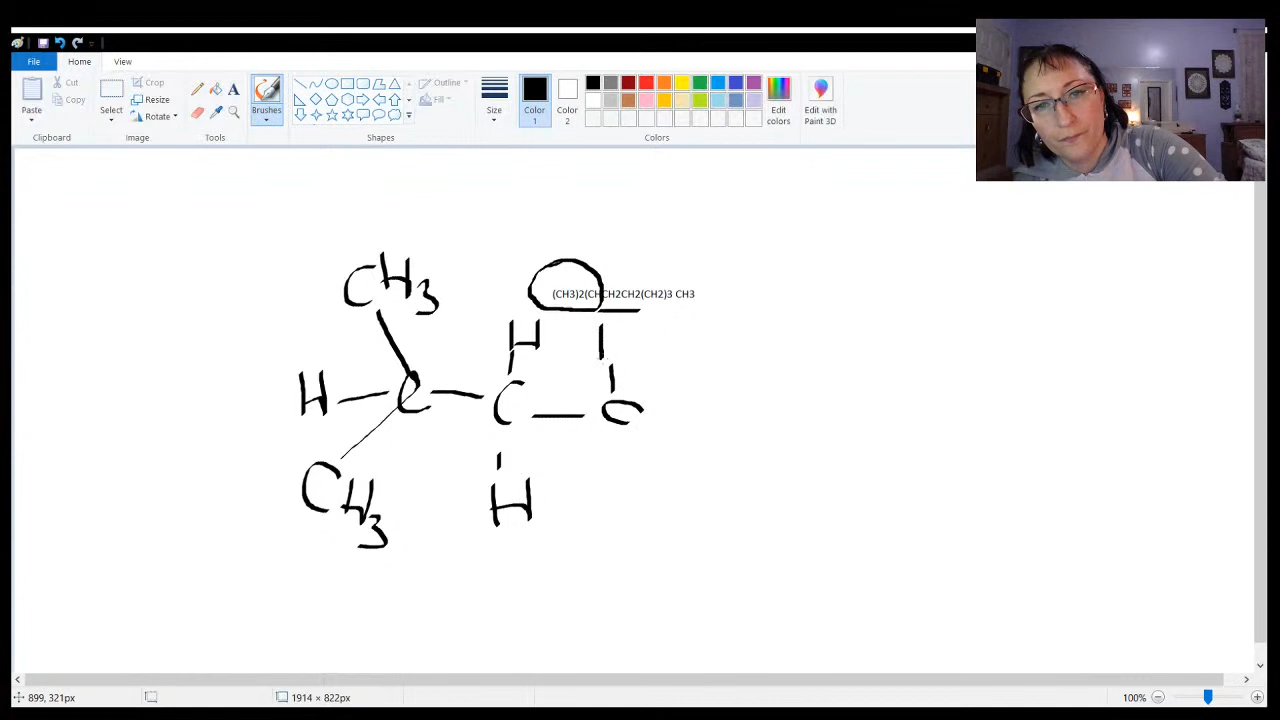 File Home View
Paste
Cut
Copy
Clipboard
Select
Crop
Resize
Rotate
Image
A
Tools
Brushes
Outline
Fill
Shapes
Size
Color 1
Color 2
Edit colors
Edit with Paint 3D
Colors
CH3
(CH3)2(CHCH2CH2(CH2)3 CH3
H
H C C C
CH3 H
899, 321px
1914 × 822px
100%